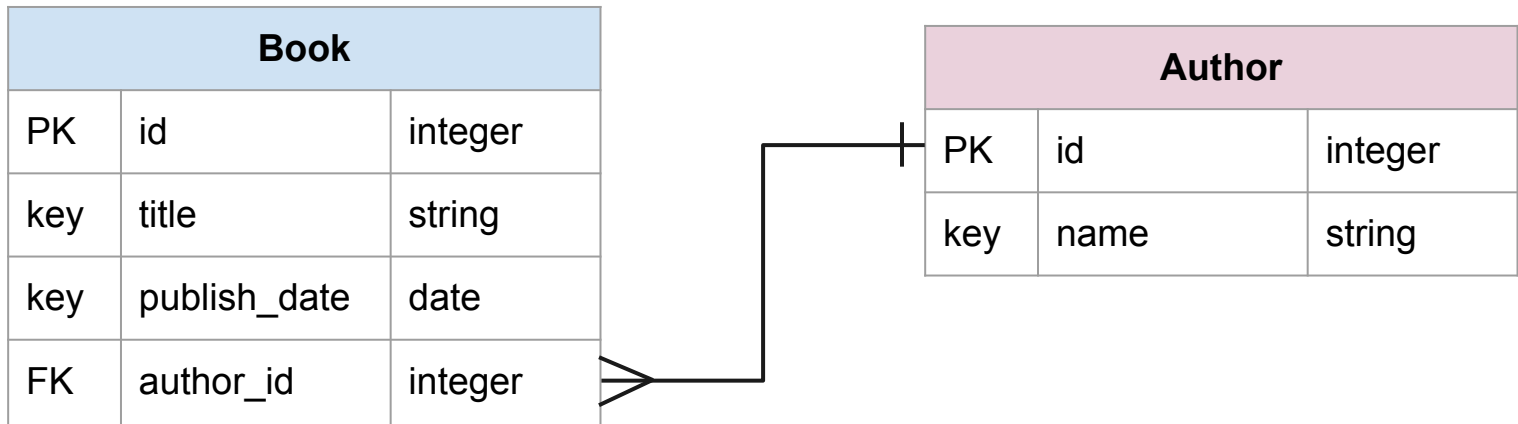 Book
PK id integer
key title string
key publish_date date
FK author_id integer
Author
PK id integer
key name string